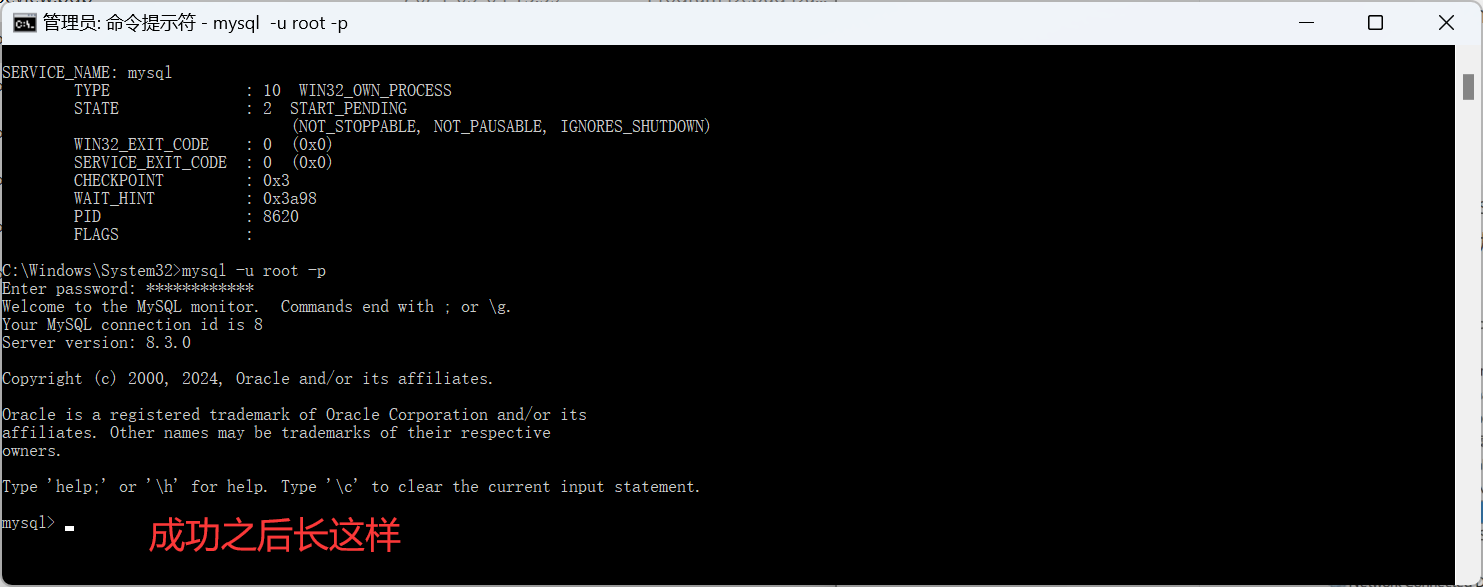 管理员: 命令提示符 - mysql  -u root -p
SERVICE_NAME: mysql
TYPE : 10 WIN32_OWN_PROCESS
STATE : 2 START_PENDING
(NOT_STOPPABLE, NOT_PAUSABLE, IGNORES_SHUTDOWN)
WIN32_EXIT_CODE : 0 (0x0)
SERVICE_EXIT_CODE : 0 (0x0)
CHECKPOINT : 0x3
WAIT_HINT : 0x3a98
PID : 8620
FLAGS :
C:\Windows\System32>mysql -u root -p
Enter password: ************
Welcome to the MySQL monitor.  Commands end with ; or \g.
Your MySQL connection id is 8
Server version: 8.3.0
Copyright (c) 2000, 2024, Oracle and/or its affiliates.
Oracle is a registered trademark of Oracle Corporation and/or its
affiliates. Other names may be trademarks of their respective
owners.
Type 'help;' or '\h' for help. Type '\c' to clear the current input statement.
mysql>
成功之后长这样